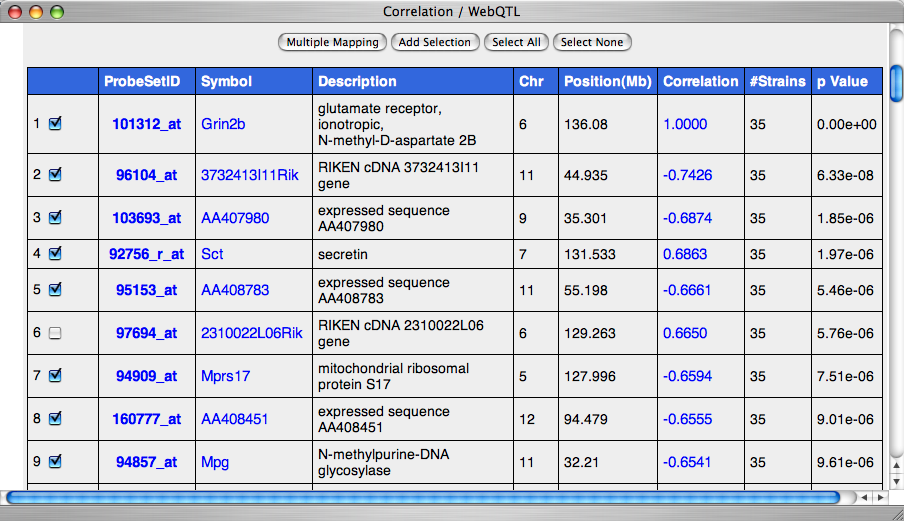 Correlation / WebQTL
Multiple Mapping Add Selection Select All Select None
ProbeSetID Symbol Description Chr Position(Mb) Correlation #Strains p Value
1 101312_at Grin2b glutamate receptor, ionotropic, N-methyl-D-aspartate 2B 6 136.08 1.0000 35 0.00e+00
2 96104_at 3732413I11Rik RIKEN cDNA 3732413I11 gene 11 44.935 -0.7426 35 6.33e-08
3 103693_at AA407980 expressed sequence AA407980 9 35.301 -0.6874 35 1.85e-06
4 92756_r_at Sct secretin 7 131.533 0.6863 35 1.97e-06
5 95153_at AA408783 expressed sequence AA408783 11 55.198 -0.6661 35 5.46e-06
6 97694_at 2310022L06Rik RIKEN cDNA 2310022L06 gene 6 129.263 0.6650 35 5.76e-06
7 94909_at Mprs17 mitochondrial ribosomal protein S17 5 127.996 -0.6594 35 7.51e-06
8 160777_at AA408451 expressed sequence AA408451 12 94.479 -0.6555 35 9.01e-06
9 94857_at Mpg N-methylpurine-DNA glycosylase 11 32.21 -0.6541 35 9.61e-06